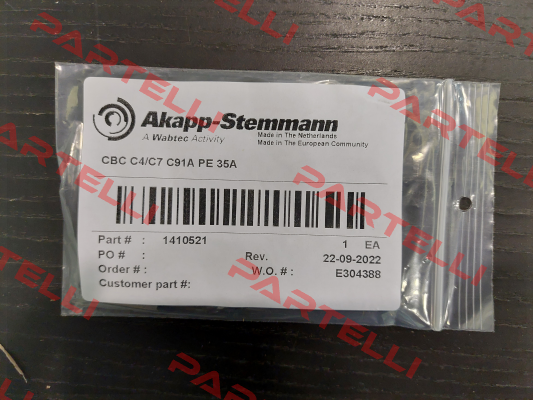 Akapp-Stemmann
A Wabtec Activity
Made in The Netherlands
Made in The European Community
CBC C4/C7 C91A PE 35A
Part # : 1410521 1 EA
PO # : Rev. 22-09-2022
Order # : W.O. # : E304388
Customer part #:
PARTELLI
PARTELLI
PARTELLI
PARTELLI
PARTELLI
PARTELLI